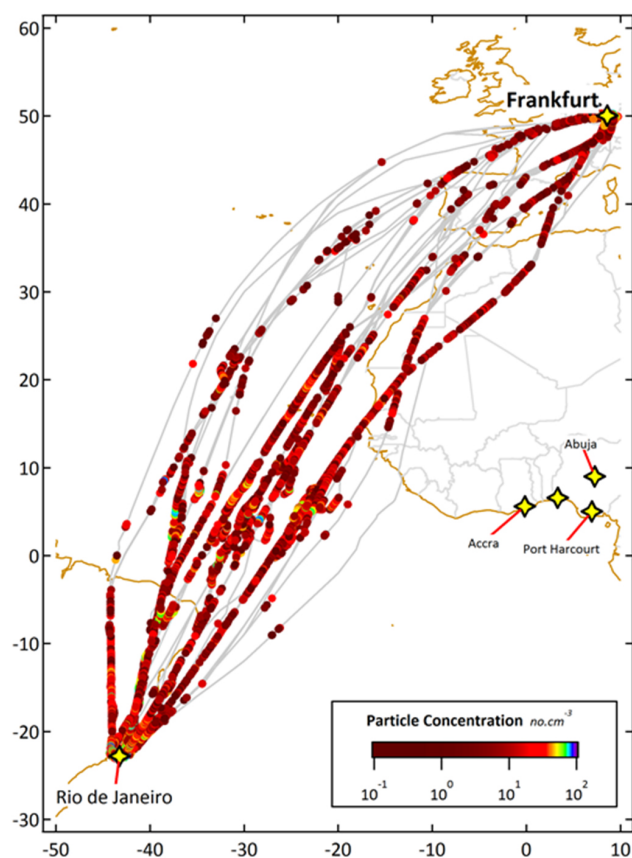 60
50
40
30
20
10
0
-10
-20
-30
Frankfurt
Abuja
Accra
Port Harcourt
Rio de Janeiro
Particle Concentration no.cm⁻³
10⁻¹ 10⁰ 10¹ 10²
-50 -40 -30 -20 -10 0 10